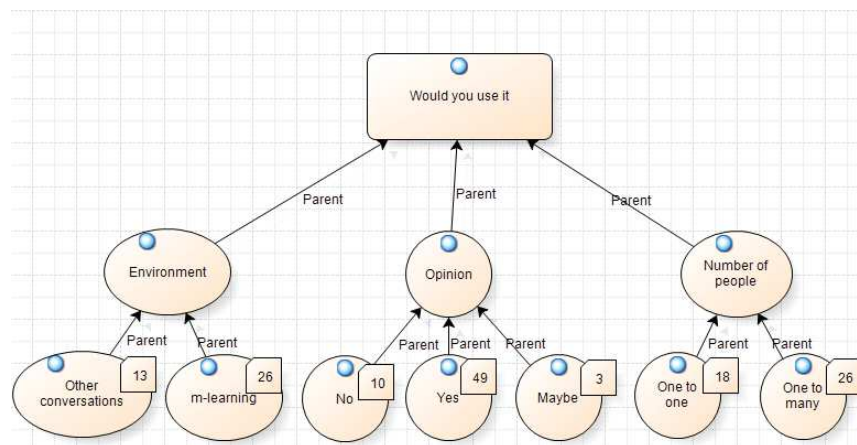 Would you use it
Parent
Parent
Parent
Environment
Opinion
Number of
people
Parent
Parent
Parent
Parent
Parent
Parent
Parent
Other
conversations
13
m-learning
26
No
10
Yes
49
Maybe
3
One to
one
18
One to
many
26